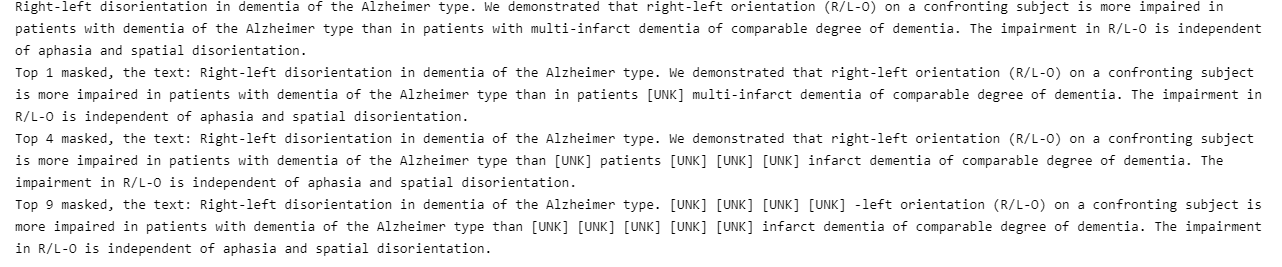 Right-left disorientation in dementia of the Alzheimer type. We demonstrated that right-left orientation (R/L-O) on a confronting subject is more impaired in
patients with dementia of the Alzheimer type than in patients with multi-infarct dementia of comparable degree of dementia. The impairment in R/L-O is independent
of aphasia and spatial disorientation.
Top 1 masked, the text: Right-left disorientation in dementia of the Alzheimer type. We demonstrated that right-left orientation (R/L-O) on a confronting subject
is more impaired in patients with dementia of the Alzheimer type than in patients [UNK] multi-infarct dementia of comparable degree of dementia. The impairment in
R/L-O is independent of aphasia and spatial disorientation.
Top 4 masked, the text: Right-left disorientation in dementia of the Alzheimer type. We demonstrated that right-left orientation (R/L-O) on a confronting subject
is more impaired in patients with dementia of the Alzheimer type than [UNK] patients [UNK] [UNK] [UNK] infarct dementia of comparable degree of dementia. The
impairment in R/L-O is independent of aphasia and spatial disorientation.
Top 9 masked, the text: Right-left disorientation in dementia of the Alzheimer type. [UNK] [UNK] [UNK] [UNK] -left orientation (R/L-O) on a confronting subject is
more impaired in patients with dementia of the Alzheimer type than [UNK] [UNK] [UNK] [UNK] [UNK] infarct dementia of comparable degree of dementia. The impairment
in R/L-O is independent of aphasia and spatial disorientation.